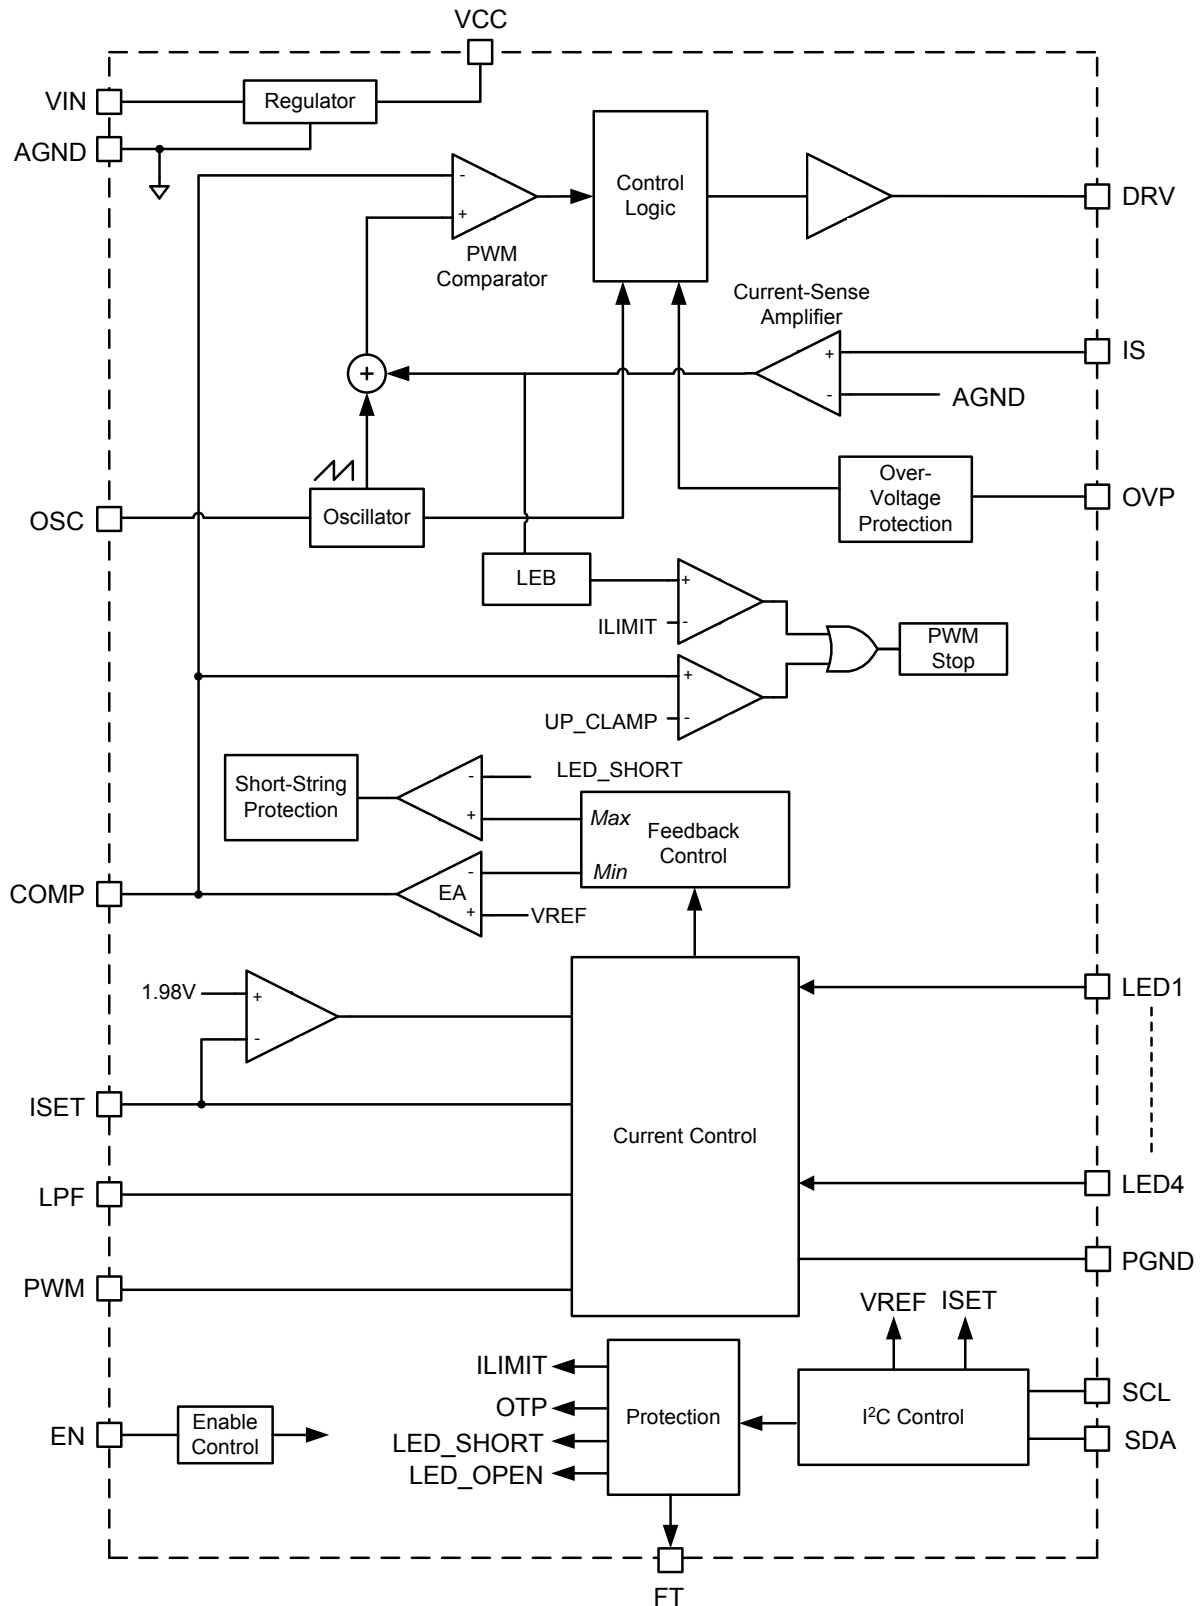 VCC
VIN
Regulator
AGND
-
+
PWM
Comparator
Control
Logic
DRV
Current-Sense
Amplifier
+
-
IS
AGND
+
OSC
Oscillator
Over-
Voltage
Protection
OVP
LEB
+
-
ILIMIT
PWM
Stop
+
-
UP_CLAMP
Short-String
Protection
-
+
LED_SHORT
Max
Min
Feedback
Control
COMP
EA
-
+
VREF
1.98V
+
-
LED1
ISET
Current Control
LPF
LED4
PWM
PGND
VREF
ISET
ILIMIT
OTP
LED_SHORT
LED_OPEN
Protection
I²C Control
SCL
SDA
EN
Enable
Control
FT